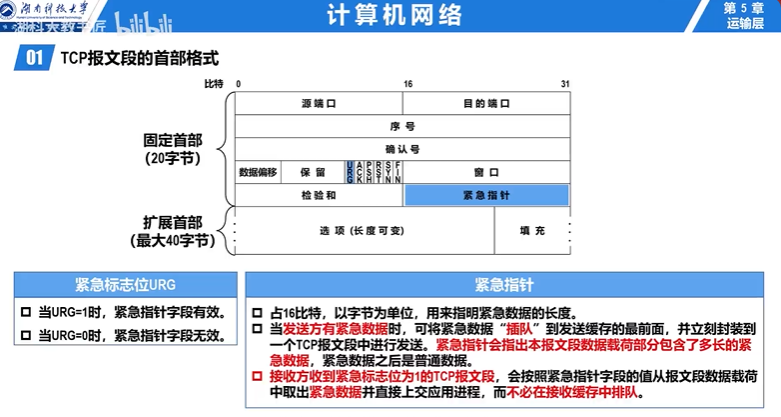 湖南科技大学
湖科大教书匠 bilibili
计算机网络
第 5 章
运输层
01 TCP报文段的首部格式
比特 0 16 31
源端口 目的端口
序 号
确认号
固定首部
(20字节)
数据偏移 保 留 URG ACK PSH RST SYN FIN 窗 口
检验和 紧急指针
扩展首部
(最大40字节)
选 项 (长度可变) 填 充
紧急标志位URG
当URG=1时，紧急指针字段有效。
当URG=0时，紧急指针字段无效。
紧急指针
占16比特，以字节为单位，用来指明紧急数据的长度。
当发送方有紧急数据时，可将紧急数据“插队”到发送缓存的最前面，并立刻封装到
一个TCP报文段中进行发送。紧急指针会指出本报文段数据载荷部分包含了多长的紧
急数据，紧急数据之后是普通数据。
接收方收到紧急标志位为1的TCP报文段，会按照紧急指针字段的值从报文段数据载荷
中取出紧急数据并直接上交应用进程，而不必在接收缓存中排队。